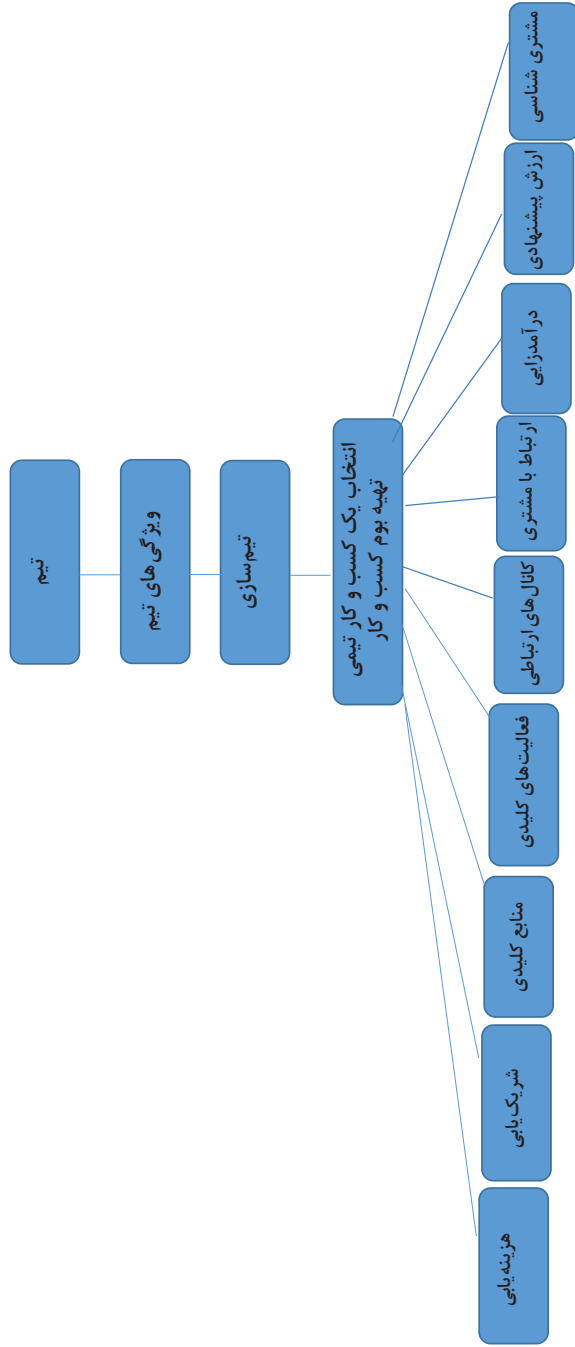 تیم
ویژگی های تیم
تیم‌سازی
انتخاب یک کسب و کار تیمی
تهیه بوم کسب و کار
مشتری شناسی
ارزش پیشنهادی
درآمدزایی
ارتباط با مشتری
کانال‌های ارتباطی
فعالیت‌های کلیدی
منابع کلیدی
شریک‌یابی
هزینه‌یابی